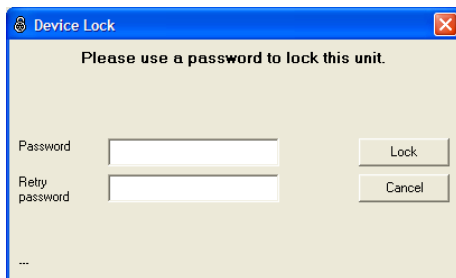 Device Lock
Please use a password to lock this unit.
Password
Lock
Retry
password
Cancel
...